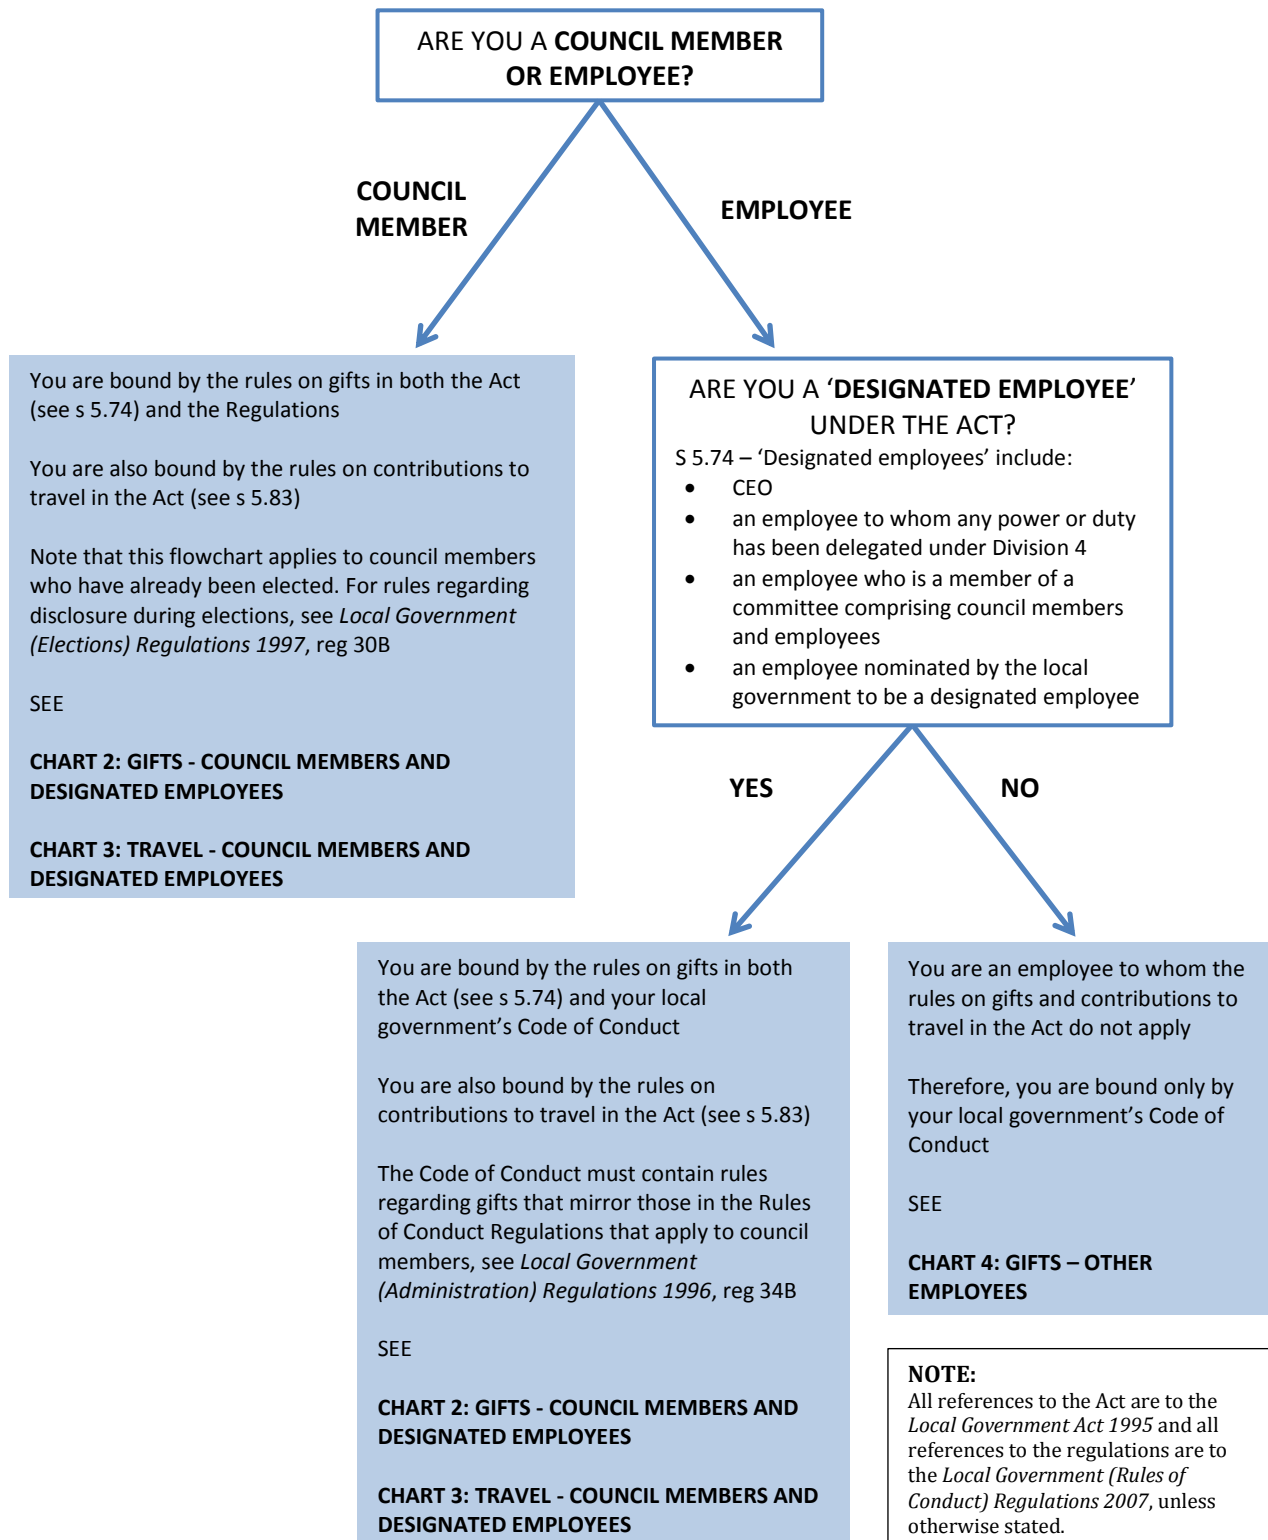 ARE YOU A COUNCIL MEMBER
OR EMPLOYEE?
COUNCIL
MEMBER
EMPLOYEE
You are bound by the rules on gifts in both the Act
(see s 5.74) and the Regulations
You are also bound by the rules on contributions to
travel in the Act (see s 5.83)
Note that this flowchart applies to council members
who have already been elected. For rules regarding
disclosure during elections, see Local Government
(Elections) Regulations 1997, reg 30B
SEE
CHART 2: GIFTS - COUNCIL MEMBERS AND
DESIGNATED EMPLOYEES
CHART 3: TRAVEL - COUNCIL MEMBERS AND
DESIGNATED EMPLOYEES
ARE YOU A ‘DESIGNATED EMPLOYEE’
UNDER THE ACT?
S 5.74 – ‘Designated employees’ include:
• CEO
• an employee to whom any power or duty
has been delegated under Division 4
• an employee who is a member of a
committee comprising council members
and employees
• an employee nominated by the local
government to be a designated employee
YES
NO
You are bound by the rules on gifts in both
the Act (see s 5.74) and your local
government’s Code of Conduct
You are also bound by the rules on
contributions to travel in the Act (see s 5.83)
The Code of Conduct must contain rules
regarding gifts that mirror those in the Rules
of Conduct Regulations that apply to council
members, see Local Government
(Administration) Regulations 1996, reg 34B
SEE
CHART 2: GIFTS - COUNCIL MEMBERS AND
DESIGNATED EMPLOYEES
CHART 3: TRAVEL - COUNCIL MEMBERS AND
DESIGNATED EMPLOYEES
You are an employee to whom the
rules on gifts and contributions to
travel in the Act do not apply
Therefore, you are bound only by
your local government’s Code of
Conduct
SEE
CHART 4: GIFTS – OTHER
EMPLOYEES
NOTE:
All references to the Act are to the
Local Government Act 1995 and all
references to the regulations are to
the Local Government (Rules of
Conduct) Regulations 2007, unless
otherwise stated.